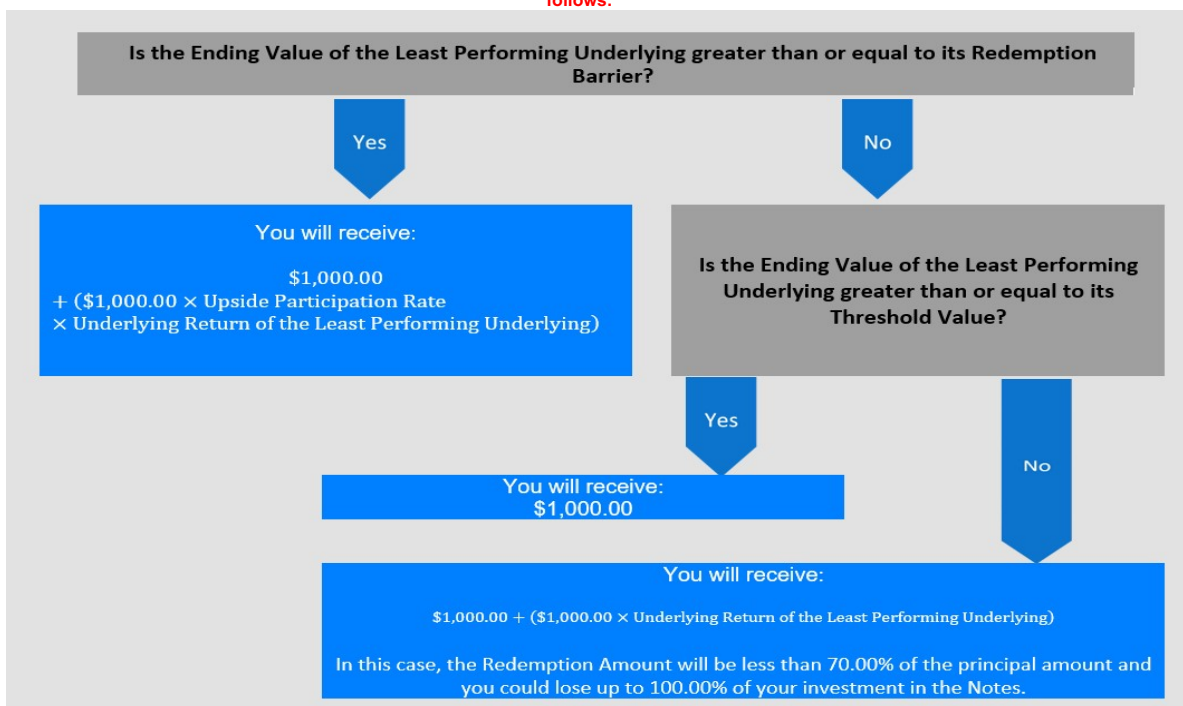 follows:
Is the Ending Value of the Least Performing Underlying greater than or equal to its Redemption
Barrier?
Yes
No
You will receive:
$1,000.00
+ ($1,000.00 × Upside Participation Rate
× Underlying Return of the Least Performing Underlying)
Is the Ending Value of the Least Performing
Underlying greater than or equal to its
Threshold Value?
Yes
No
You will receive:
$1,000.00
You will receive:
$1,000.00 + ($1,000.00 × Underlying Return of the Least Performing Underlying)
In this case, the Redemption Amount will be less than 70.00% of the principal amount and
you could lose up to 100.00% of your investment in the Notes.